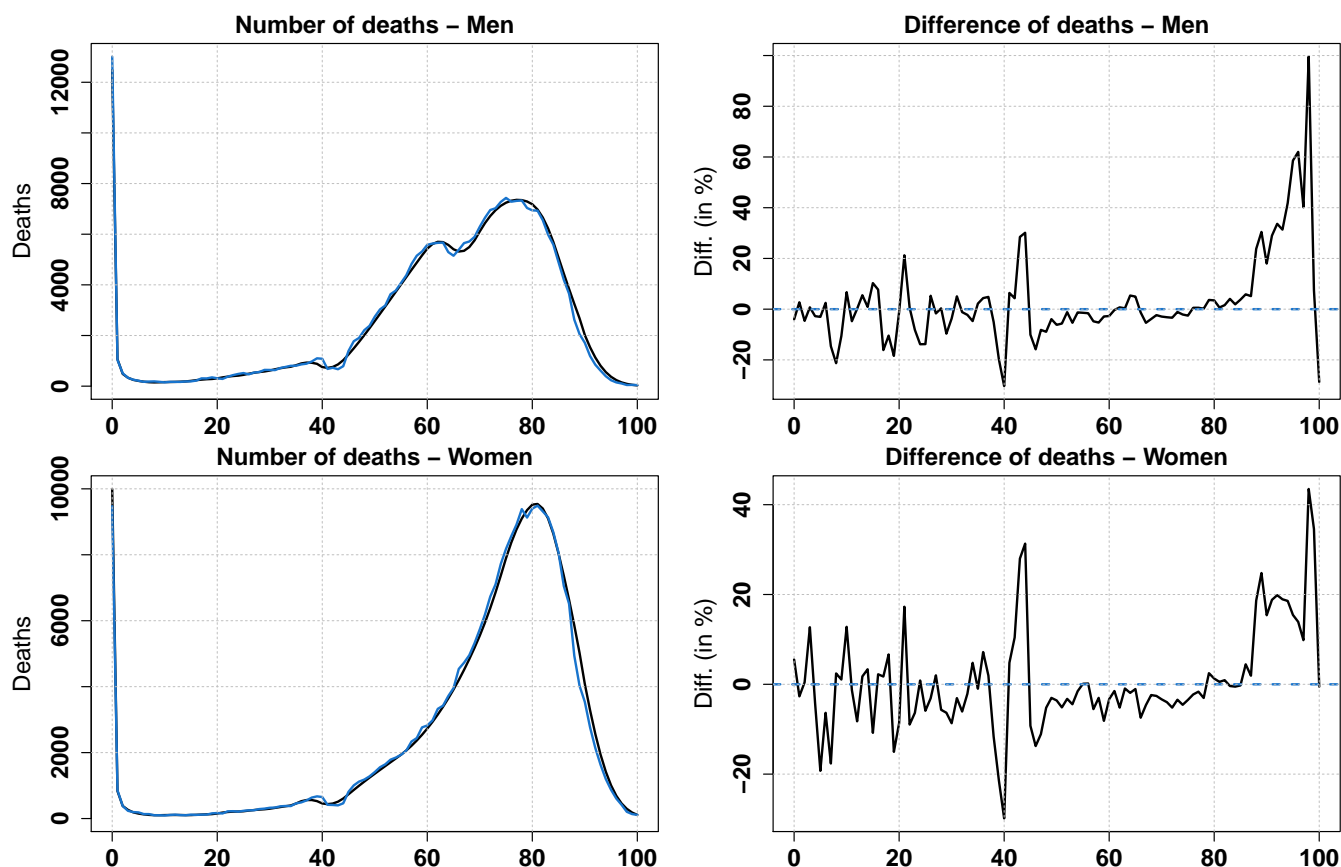 Number of deaths – Men
Deaths
12000
8000
4000
0
0 20 40 60 80 100
Difference of deaths – Men
Diff. (in %)
80
60
40
20
0
−20
0 20 40 60 80 100
Number of deaths – Women
Deaths
10000
6000
2000
0
0 20 40 60 80 100
Difference of deaths – Women
Diff. (in %)
40
20
0
−20
0 20 40 60 80 100